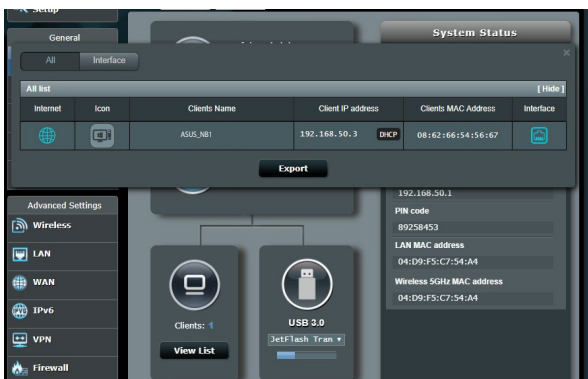 Setup
General
System Status
All
Interface
×
All list
[ Hide ]
Internet
Icon
Clients Name
Client IP address
Clients MAC Address
Interface
ASUS_NB1
192.168.50.3
DHCP
08:62:66:54:56:67
Export
192.168.50.1
Advanced Settings
PIN code
Wireless
89258453
LAN
LAN MAC address
04:D9:F5:C7:54:A4
WAN
Wireless 5GHz MAC address
04:D9:F5:C7:54:A4
IPv6
Clients: 1
USB 3.0
VPN
JetFlash Tran
View List
Firewall